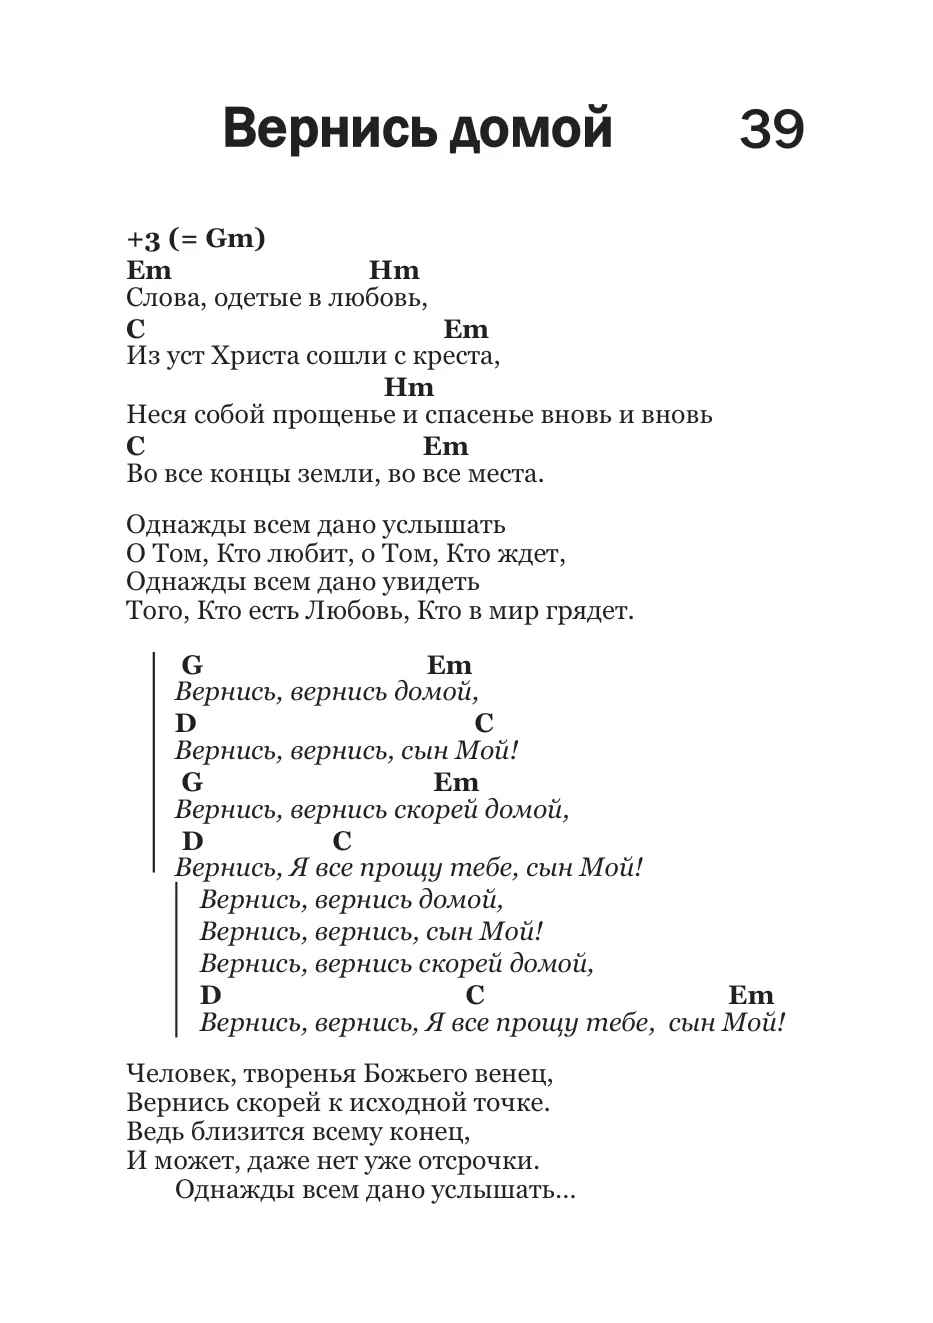 Вернись домой 39
+3 (= Gm)
Em Hm
Слова, одетые в любовь,
C Em
Из уст Христа сошли с креста,
Hm
Неся собой прощенье и спасенье вновь и вновь
C Em
Во все концы земли, во все места.
Однажды всем дано услышать
О Том, Кто любит, о Том, Кто ждет,
Однажды всем дано увидеть
Того, Кто есть Любовь, Кто в мир грядет.
G Em
Вернись, вернись домой,
D C
Вернись, вернись, сын Мой!
G Em
Вернись, вернись скорей домой,
D C
Вернись, Я все прощу тебе, сын Мой!
Вернись, вернись домой,
Вернись, вернись, сын Мой!
Вернись, вернись скорей домой,
D C Em
Вернись, вернись, Я все прощу тебе, сын Мой!
Человек, творенья Божьего венец,
Вернись скорей к исходной точке.
Ведь близится всему конец,
И может, даже нет уже отсрочки.
Однажды всем дано услышать...